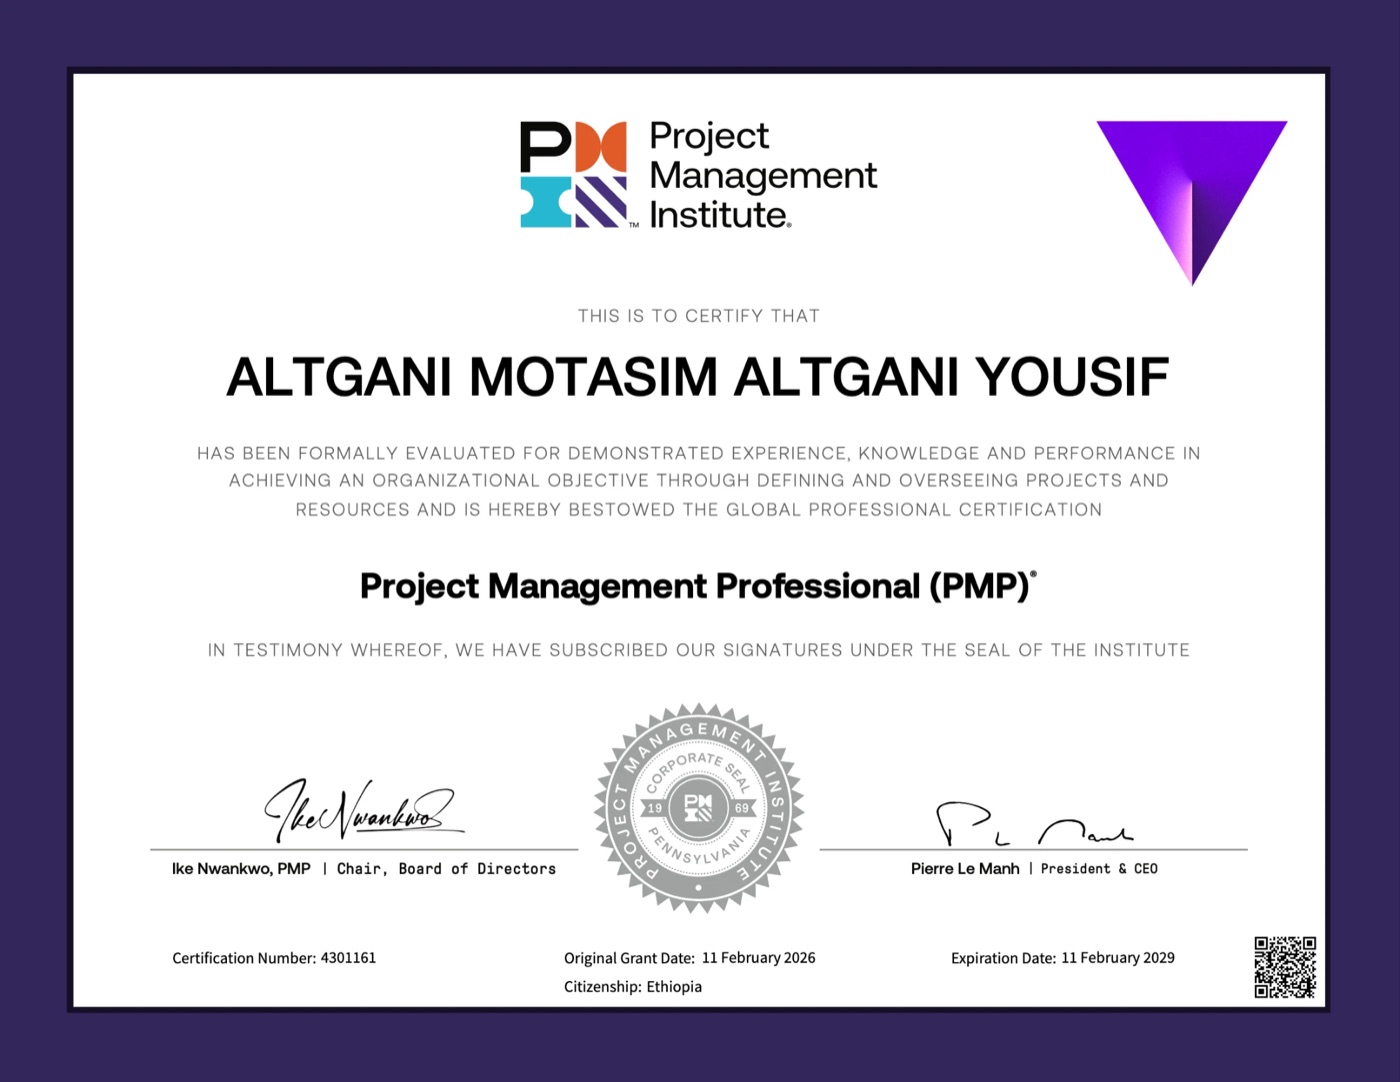 PMI™
Project
Management
Institute®
THIS IS TO CERTIFY THAT
ALTGANI MOTASIM ALTGANI YOUSIF
HAS BEEN FORMALLY EVALUATED FOR DEMONSTRATED EXPERIENCE, KNOWLEDGE AND PERFORMANCE IN
ACHIEVING AN ORGANIZATIONAL OBJECTIVE THROUGH DEFINING AND OVERSEEING PROJECTS AND
RESOURCES AND IS HEREBY BESTOWED THE GLOBAL PROFESSIONAL CERTIFICATION
Project Management Professional (PMP)®
IN TESTIMONY WHEREOF, WE HAVE SUBSCRIBED OUR SIGNATURES UNDER THE SEAL OF THE INSTITUTE
PROJECT MANAGEMENT INSTITUTE
CORPORATE SEAL
19 PMI 69
PENNSYLVANIA
Ike Nwankwo
Ike Nwankwo, PMP | Chair, Board of Directors
Pierre Le Manh | President & CEO
Certification Number: 4301161
Original Grant Date: 11 February 2026
Expiration Date: 11 February 2029
Citizenship: Ethiopia